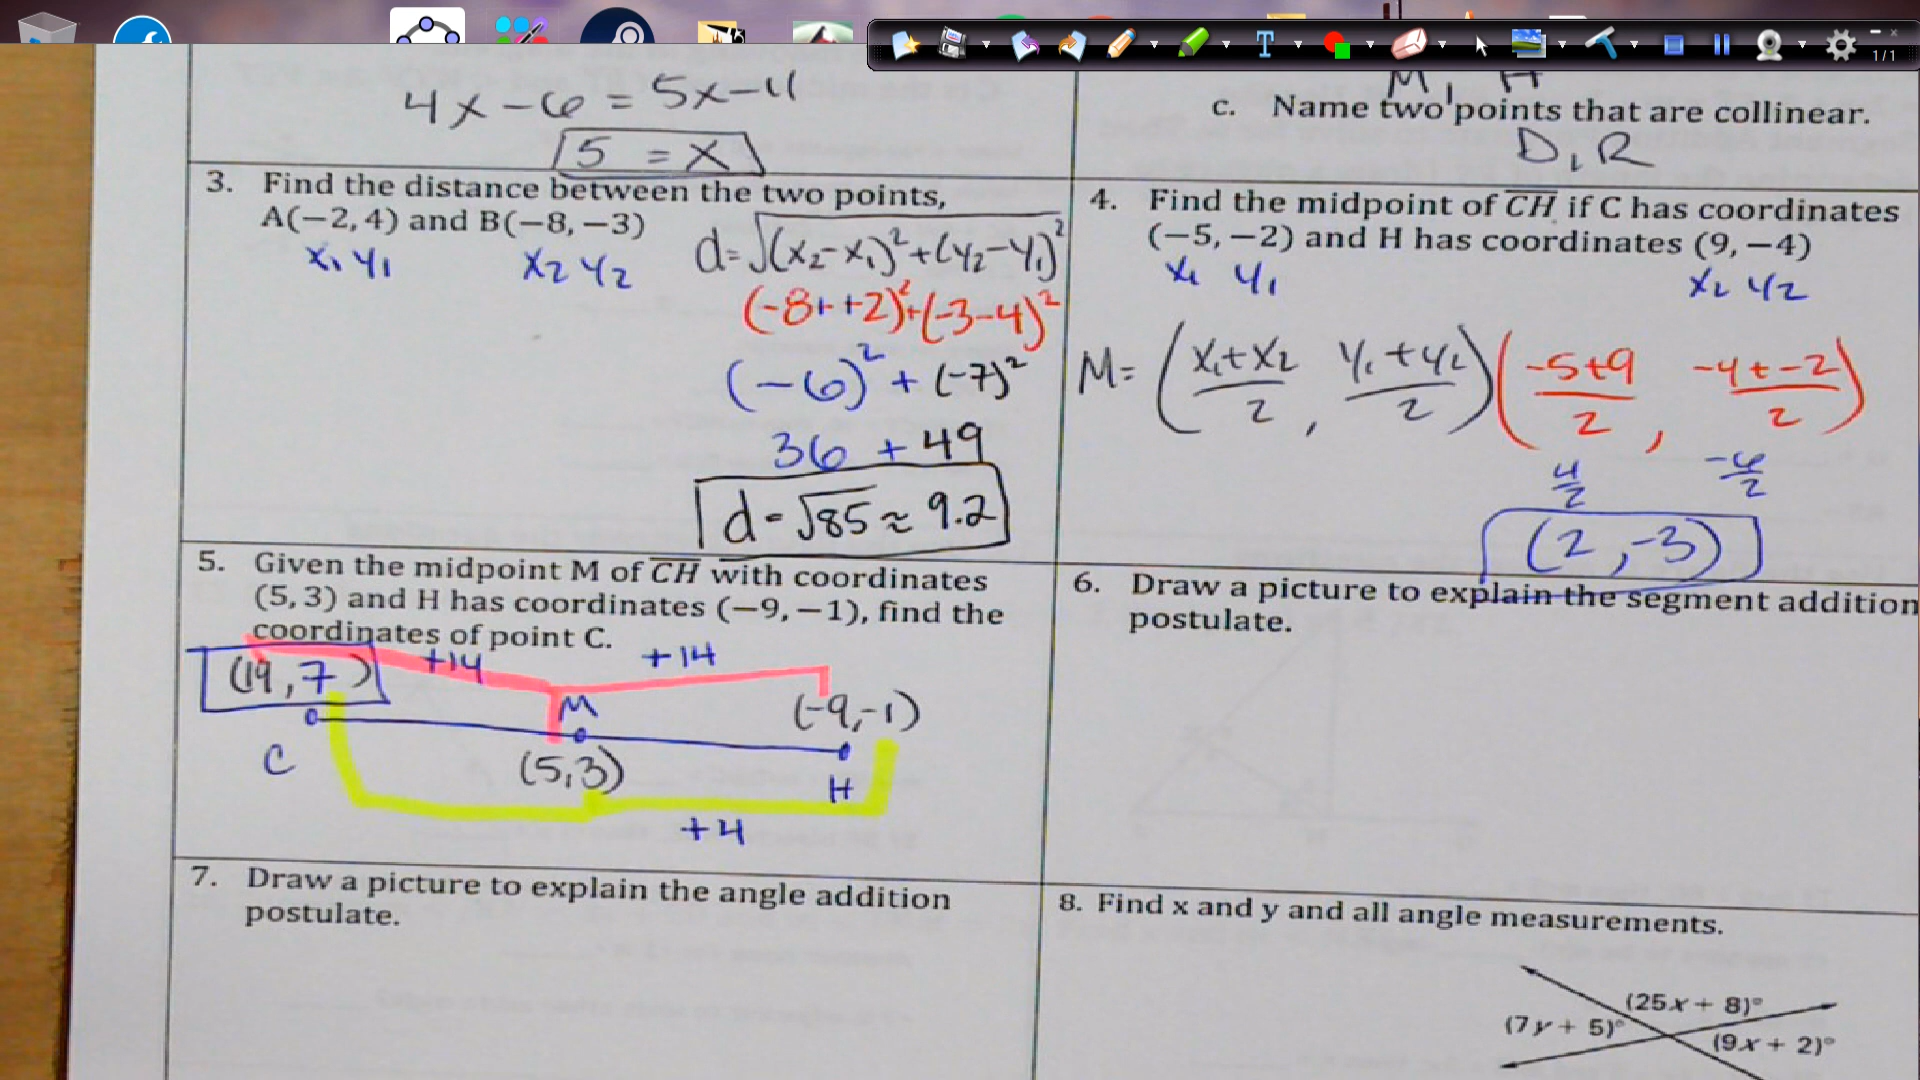 1/1
4x - 6 = 5x - 4
5 = x
M, H
c. Name two points that are collinear.
D, R
3. Find the distance between the two points,
A(−2, 4) and B(−8, −3)
x₁ y₁ x₂ y₂
d=√(x₂-x₁)²+(y₂-y₁)²
(-8+ +2)²+(-3-4)²
(-6)² + (-7)²
36 + 49
d=√85 ≈ 9.2
4. Find the midpoint of CH if C has coordinates
(−5, −2) and H has coordinates (9, −4)
x₁ y₁ x₂ y₂
M= (x₁+x₂/2, y₁+y₂/2) (-5+9/2, -4+-2/2)
4/2 -6/2
(2, -3)
5. Given the midpoint M of CH with coordinates
(5, 3) and H has coordinates (−9, −1), find the
coordinates of point C.
+14 +14
(19, 7) M (-9,-1)
C (5,3) H
+4
6. Draw a picture to explain the segment addition
postulate.
7. Draw a picture to explain the angle addition
postulate.
8. Find x and y and all angle measurements.
(25x + 8)°
(7y + 5)°
(9x + 2)°